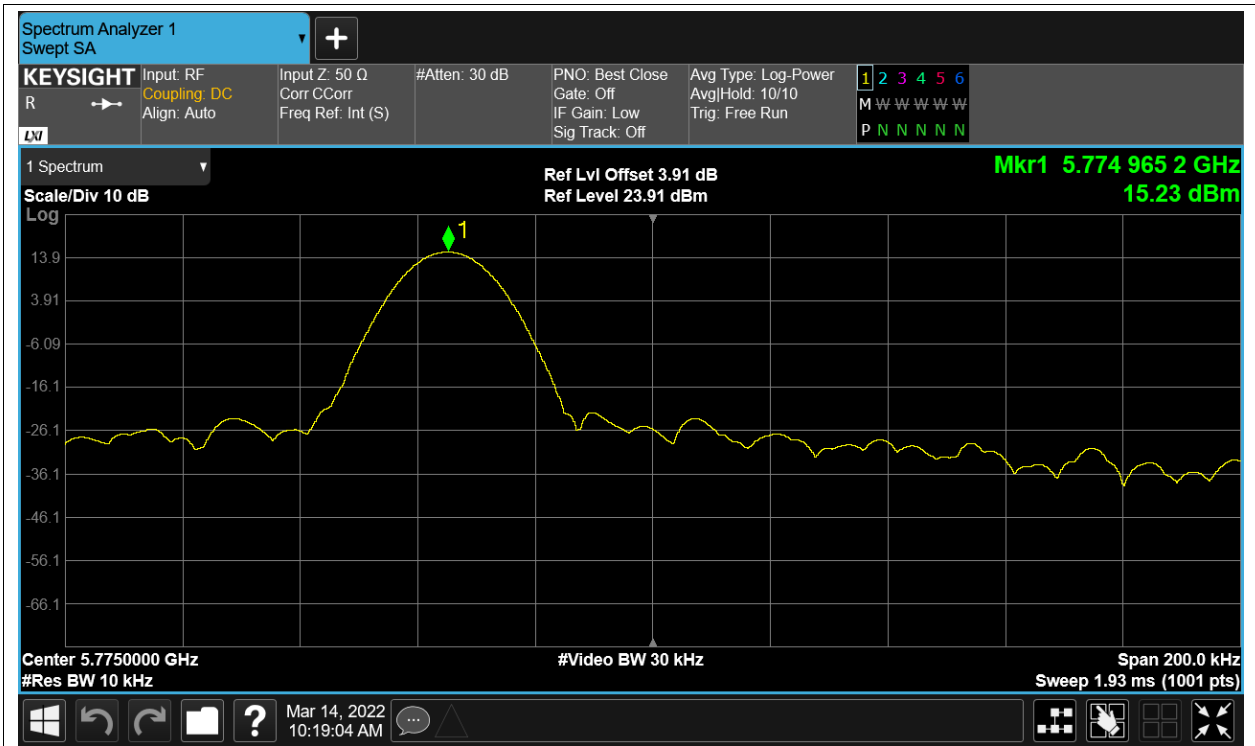 Spectrum Analyzer 1
Swept SA
KEYSIGHT Input: RF Input Z: 50 Ω #Atten: 30 dB PNO: Best Close Avg Type: Log-Power 1 2 3 4 5 6
R Coupling: DC Corr CCorr Gate: Off Avg|Hold: 10/10 M W W W W W W
Align: Auto Freq Ref: Int (S) IF Gain: Low Trig: Free Run
LXI Sig Track: Off P N N N N N N
1 Spectrum Ref Lvl Offset 3.91 dB Mkr1 5.774 965 2 GHz
Scale/Div 10 dB Ref Level 23.91 dBm 15.23 dBm
Log
1
13.9
3.91
-6.09
-16.1
-26.1
-36.1
-46.1
-56.1
-66.1
Center 5.7750000 GHz #Video BW 30 kHz Span 200.0 kHz
#Res BW 10 kHz Sweep 1.93 ms (1001 pts)
? Mar 14, 2022
10:19:04 AM